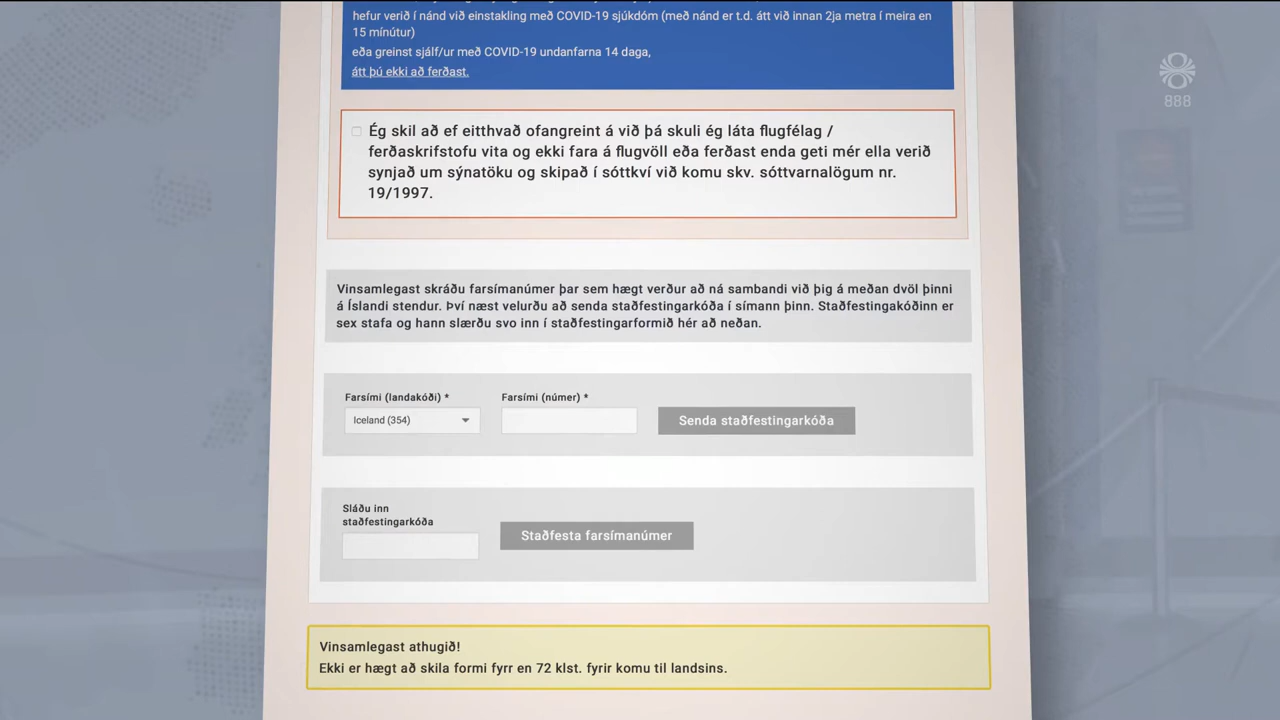 hefur verið í nánd við einstakling með COVID-19 sjúkdóm (með nánd er t.d. átt við innan 2ja metra í meira en
15 mínútur)
eða greinst sjálf/ur með COVID-19 undanfarna 14 daga,
átt þú ekki að ferðast.
888
Ég skil að ef eitthvað ofangreint á við þá skuli ég láta flugfélag /
ferðaskrifstofu vita og ekki fara á flugvöll eða ferðast enda geti mér ella verið
synjað um sýnatöku og skipað í sóttkví við komu skv. sóttvarnalögum nr.
19/1997.
Vinsamlegast skráðu farsímanúmer þar sem hægt verður að ná sambandi við þig á meðan dvöl þinni
á Íslandi stendur. Því næst velurðu að senda staðfestingarkóða í símann þinn. Staðfestingakóðinn er
sex stafa og hann slærðu svo inn í staðfestingarformið hér að neðan.
Farsími (landakóði) *
Farsími (númer) *
Iceland (354)
Senda staðfestingarkóða
Sláðu inn
staðfestingarkóða
Staðfesta farsímanúmer
Vinsamlegast athugið!
Ekki er hægt að skila formi fyrr en 72 klst. fyrir komu til landsins.